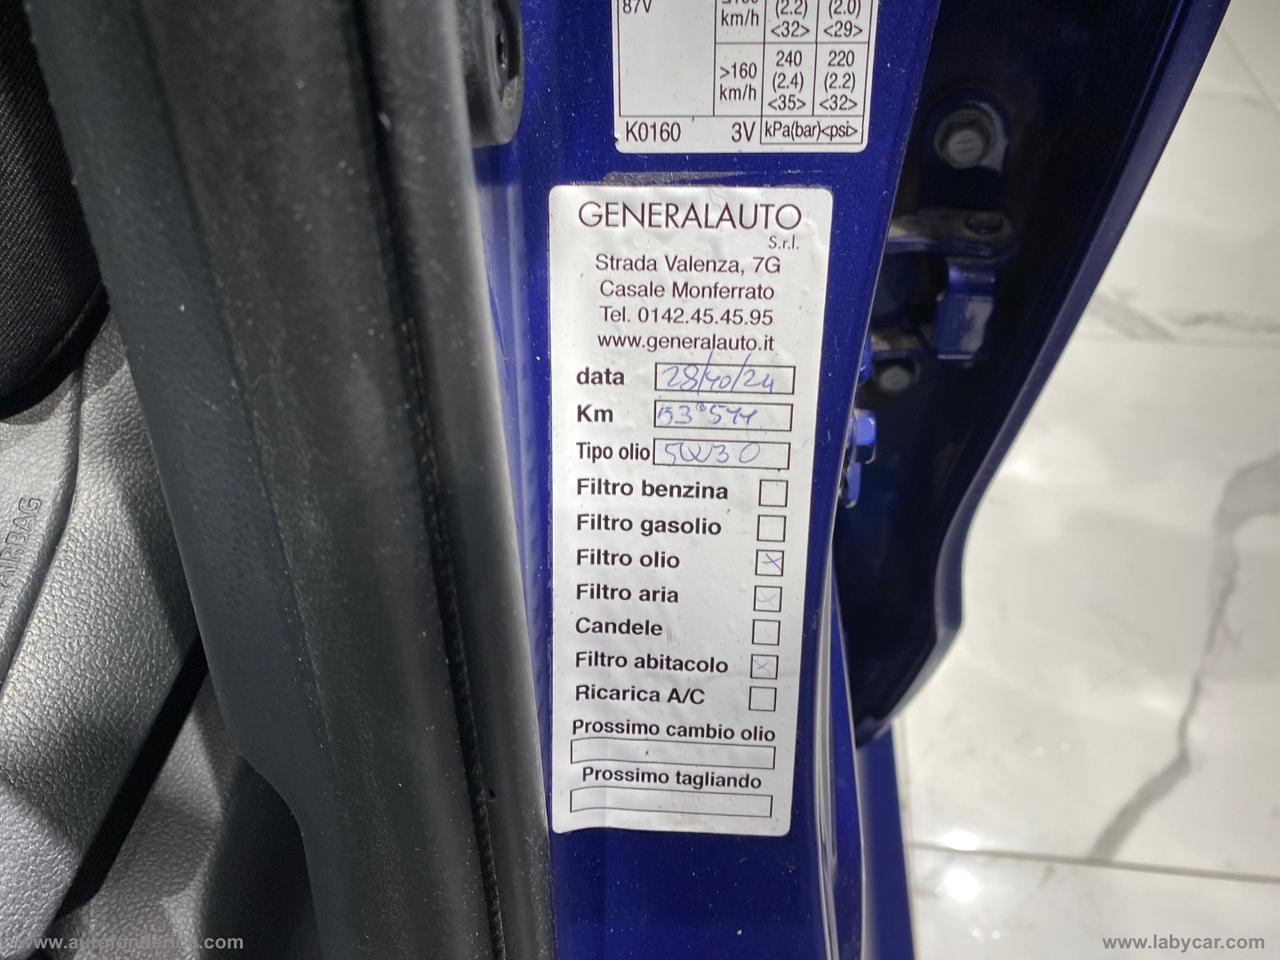 87V
km/h
(2.2)
(2.0)
<32>
<29>
>160
km/h
240
(2.4)
<35>
220
(2.2)
<32>
K0160
3V
kPa(bar)<psi>
GENERALAUTO
S.r.l.
Strada Valenza, 7G
Casale Monferrato
Tel. 0142.45.45.95
www.generalauto.it
data 28/10/24
Km
Tipo olio 5W30
Filtro benzina
Filtro gasolio
Filtro olio
Filtro aria
Candele
Filtro abitacolo
Ricarica A/C
Prossimo cambio olio
Prossimo tagliando
AIRBAG
www.labycar.com